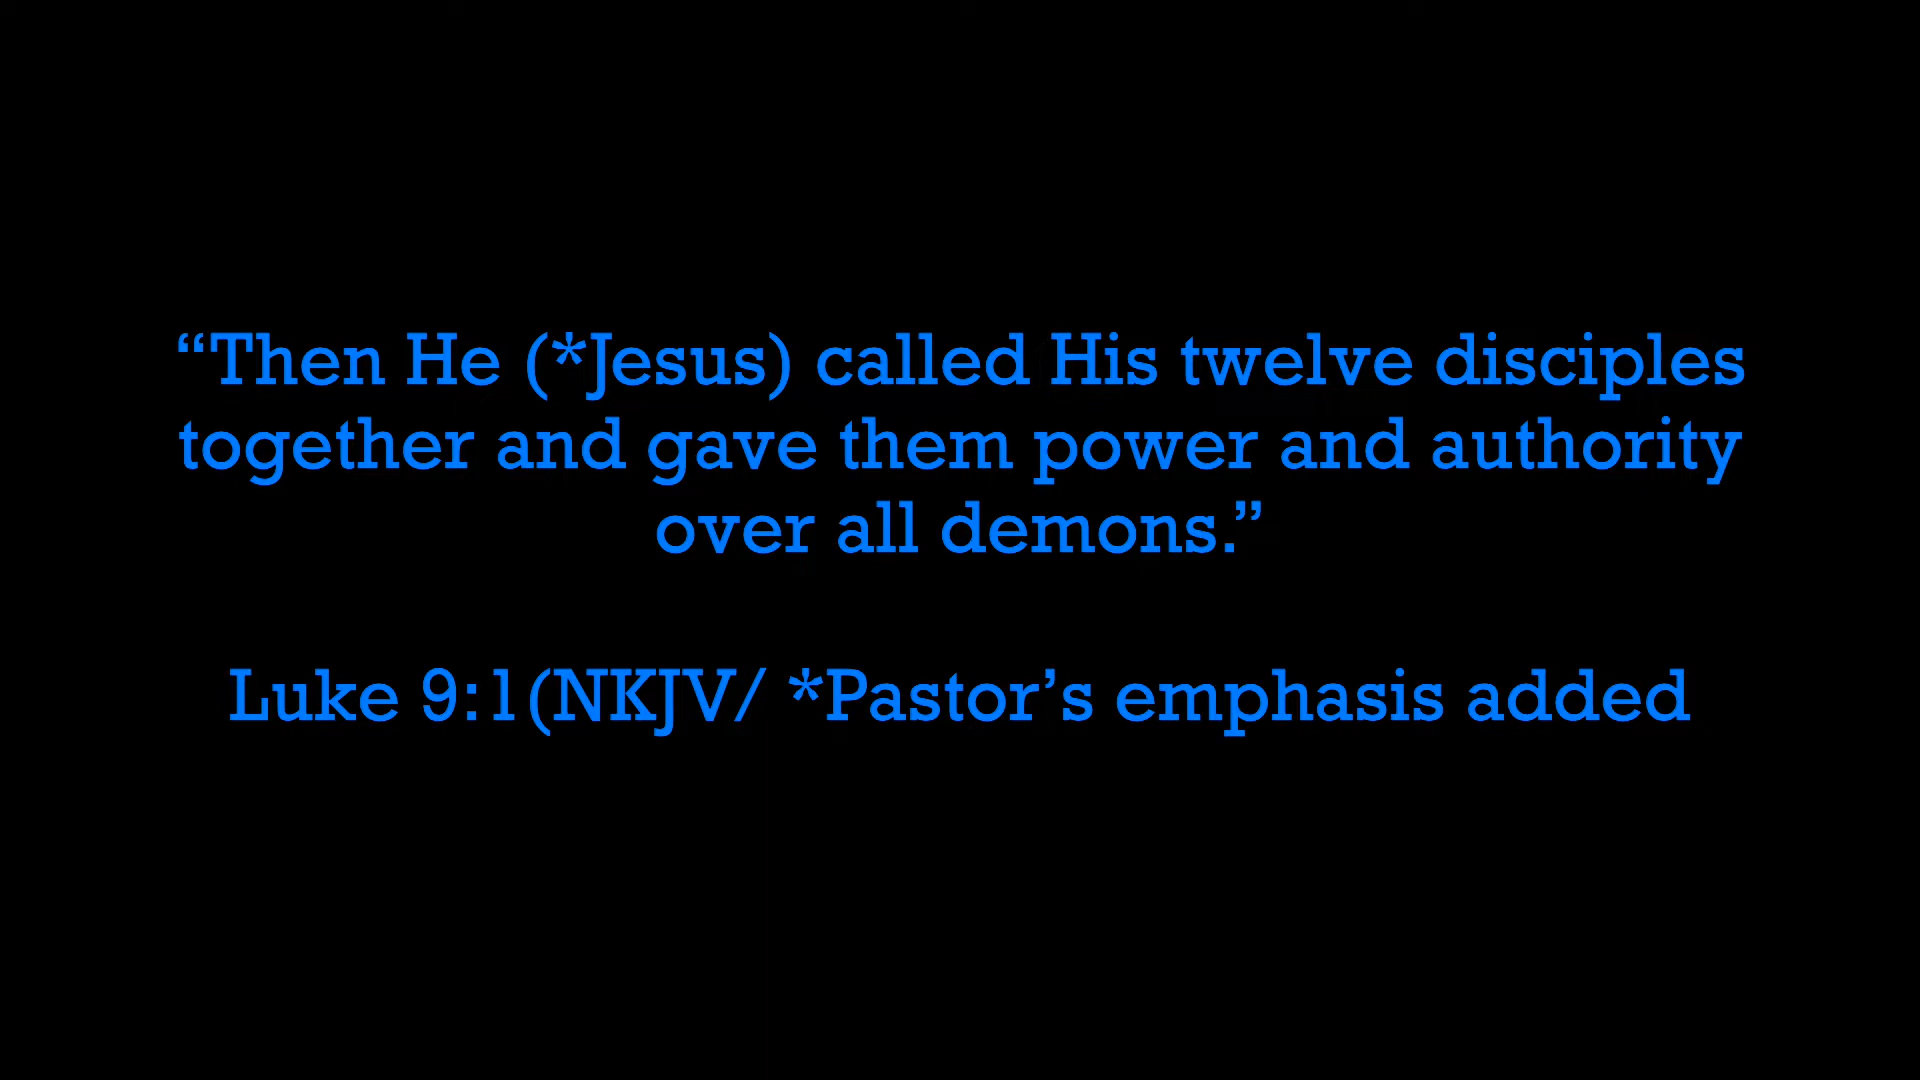 “Then He (*Jesus) called His twelve disciples
together and gave them power and authority
over all demons.”
Luke 9:1(NKJV/ *Pastor’s emphasis added